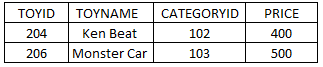 TOYID TOYNAME CATEGORYID PRICE
204 Ken Beat 102 400
206 Monster Car 103 500